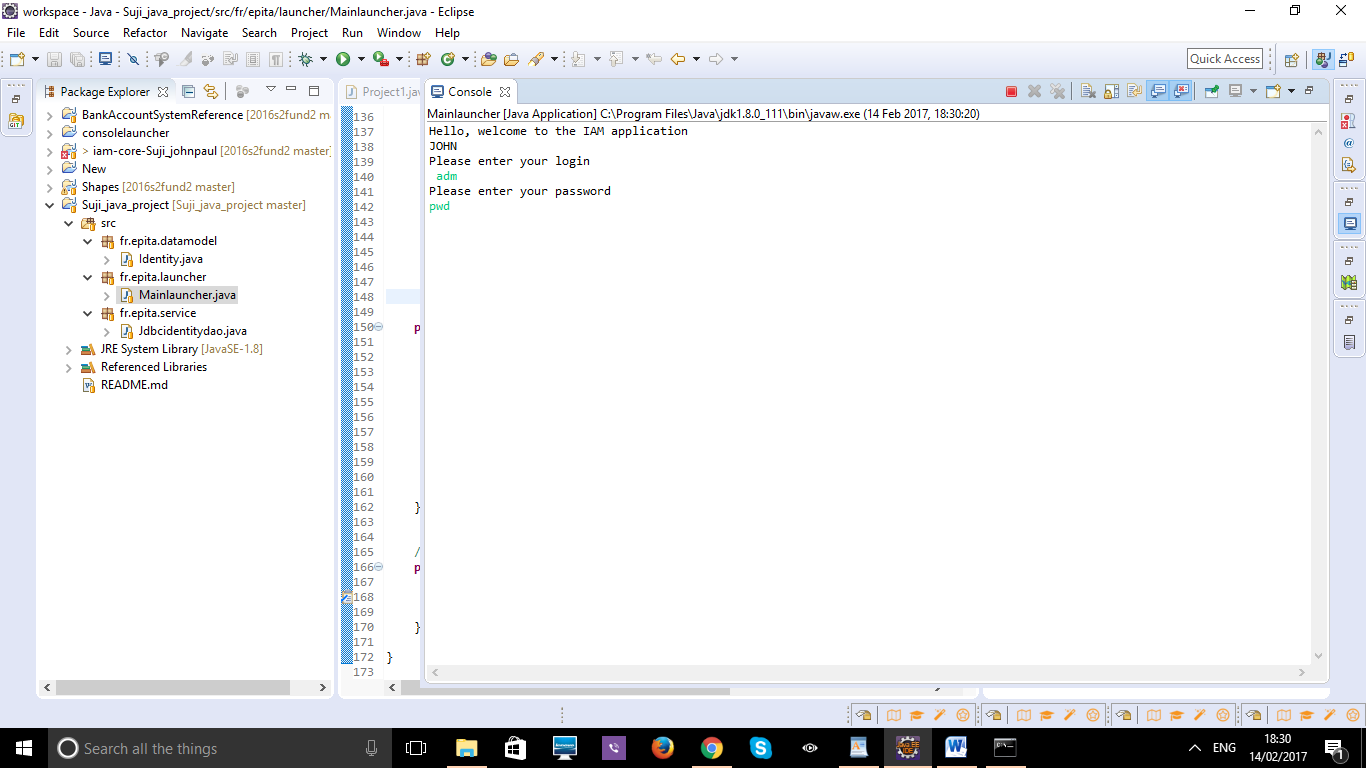 workspace - Java - Suji_java_project/src/fr/epita/launcher/Mainlauncher.java - Eclipse
File Edit Source Refactor Navigate Search Project Run Window Help
Quick Access
Package Explorer
BankAccountSystemReference [2016s2fund2 m
consolelauncher
> iam-core-Suji_johnpaul [2016s2fund2 master]
New
Shapes [2016s2fund2 master]
Suji_java_project [Suji_java_project master]
src
fr.epita.datamodel
Identity.java
fr.epita.launcher
Mainlauncher.java
fr.epita.service
Jdbcidentitydao.java
JRE System Library [JavaSE-1.8]
Referenced Libraries
README.md
Project1.jav
136
137
138
139
140
141
142
143
144
145
146
147
148
149
150 p
151
152
153
154
155
156
157
158
159
160
161
162 }
163
164
165 /
166 p
167
168
169
170 }
171
172 }
173
Console
Mainlauncher [Java Application] C:\Program Files\Java\jdk1.8.0_111\bin\javaw.exe (14 Feb 2017, 18:30:20)
Hello, welcome to the IAM application
JOHN
Please enter your login
adm
Please enter your password
pwd
Search all the things
ENG
18:30
14/02/2017
1